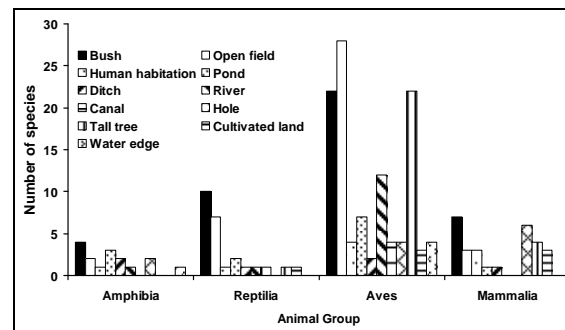 30
25
20
15
10
5
0
Number of species
Bush
Open field
Human habitation
Pond
Ditch
River
Canal
Hole
Tall tree
Cultivated land
Water edge
Amphibia
Reptilia
Aves
Mammalia
Animal Group